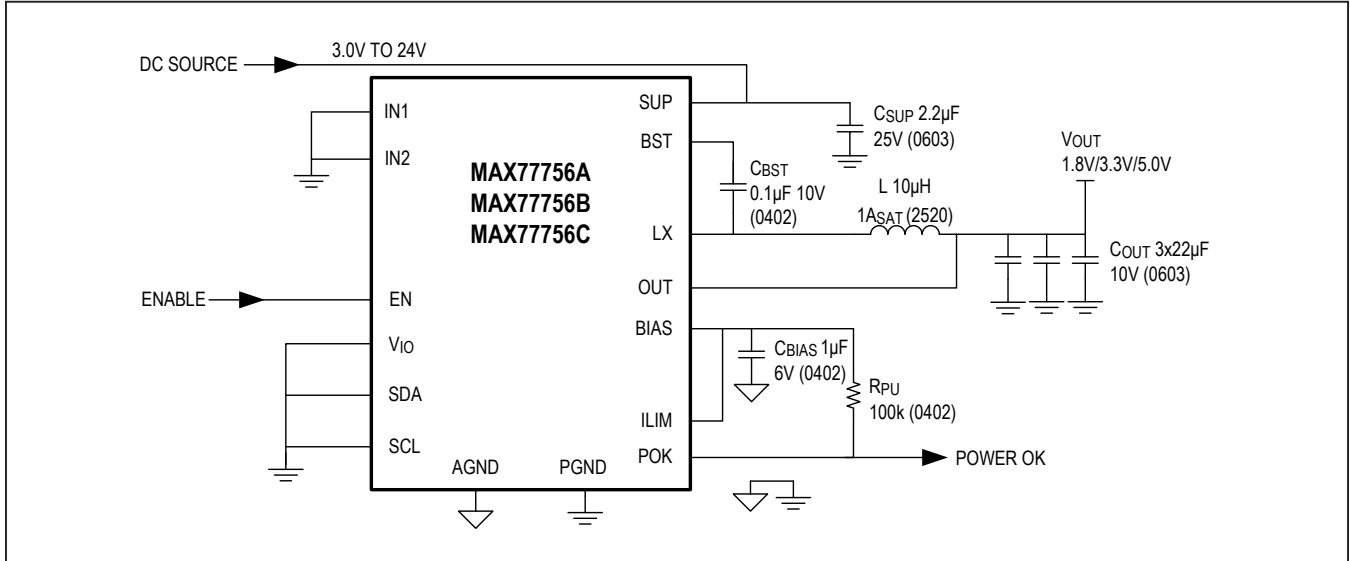 3.0V TO 24V
DC SOURCE
IN1
IN2
EN
VIO
SDA
SCL
MAX77756A
MAX77756B
MAX77756C
AGND
PGND
SUP
BST
LX
OUT
BIAS
ILIM
POK
ENABLE
CSUP 2.2µF
25V (0603)
CBST
0.1µF 10V
(0402)
L 10µH
1ASAT (2520)
VOUT
1.8V/3.3V/5.0V
COUT 3x22µF
10V (0603)
CBIAS 1µF
6V (0402)
RPU
100k (0402)
POWER OK